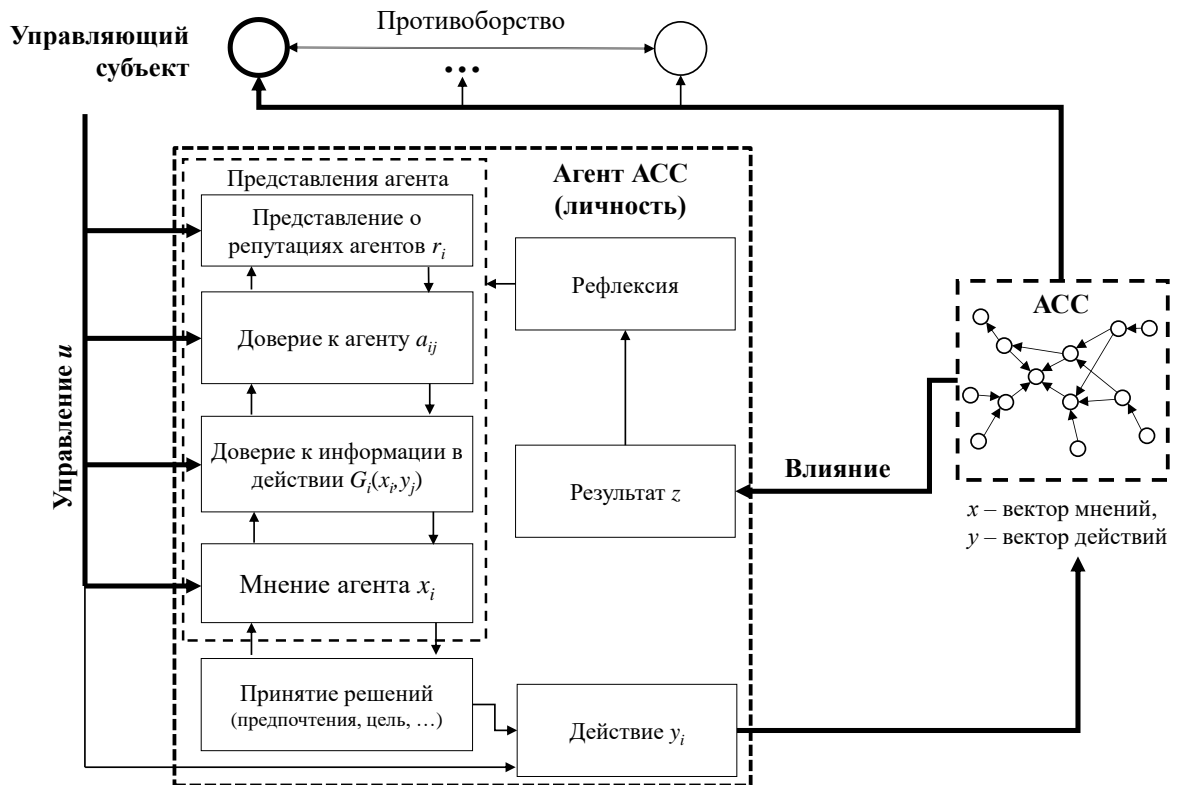 Противоборство
Управляющий
субъект
...
Представления агента
Агент АСС
(личность)
Представление о
репутациях агентов r_i
Рефлексия
АСС
Доверие к агенту a_ij
Управление u
Доверие к информации в
действии G_i(x_i,y_j)
Результат z
Влияние
x – вектор мнений,
y – вектор действий
Мнение агента x_i
Принятие решений
(предпочтения, цель, …)
Действие y_i